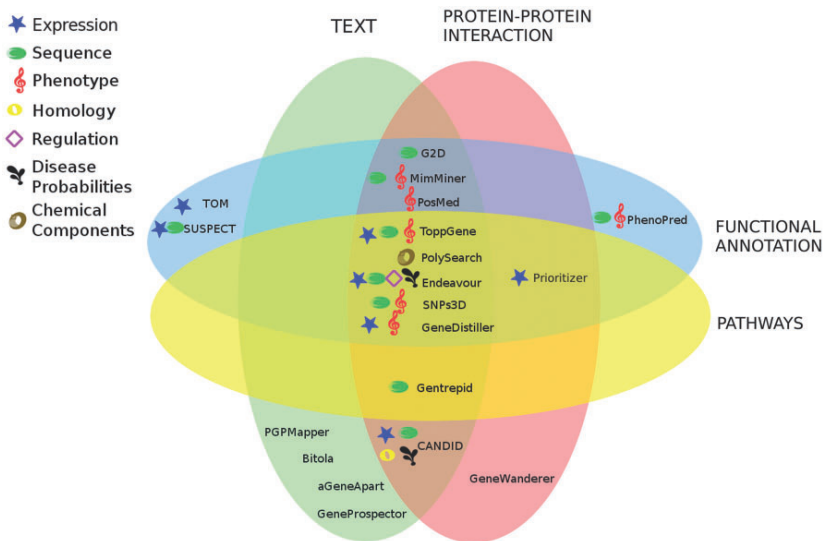 Expression
Sequence
Phenotype
Homology
Regulation
Disease
Probabilities
Chemical
Components
TEXT
PROTEIN-PROTEIN
INTERACTION
FUNCTIONAL
ANNOTATION
PATHWAYS
G2D
MimMiner
PosMed
TOM
SUSPECT
PhenoPred
ToppGene
PolySearch
Endeavour
Prioritizer
SNPs3D
GeneDistiller
Gentrepid
PGPMapper
CANDID
Bitola
aGeneApart
GeneWanderer
GeneProspector